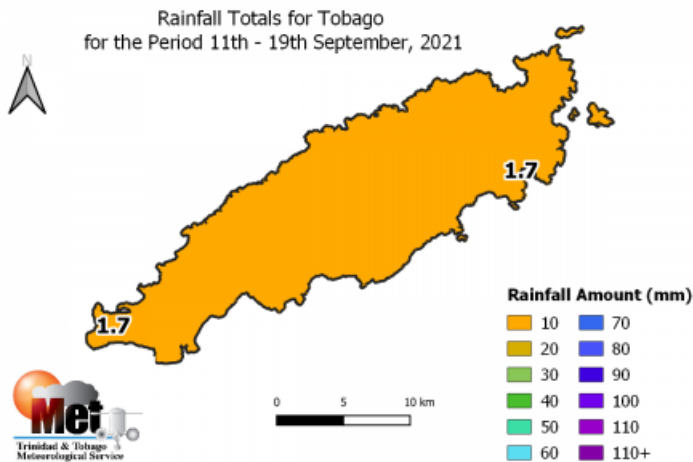 Rainfall Totals for Tobago
for the Period 11th - 19th September, 2021
N
1.7
1.7
Rainfall Amount (mm)
10 70
20 80
30 90
40 100
50 110
60 110+
0 5 10 km
Met
Trinidad & Tobago
Meteorological Service